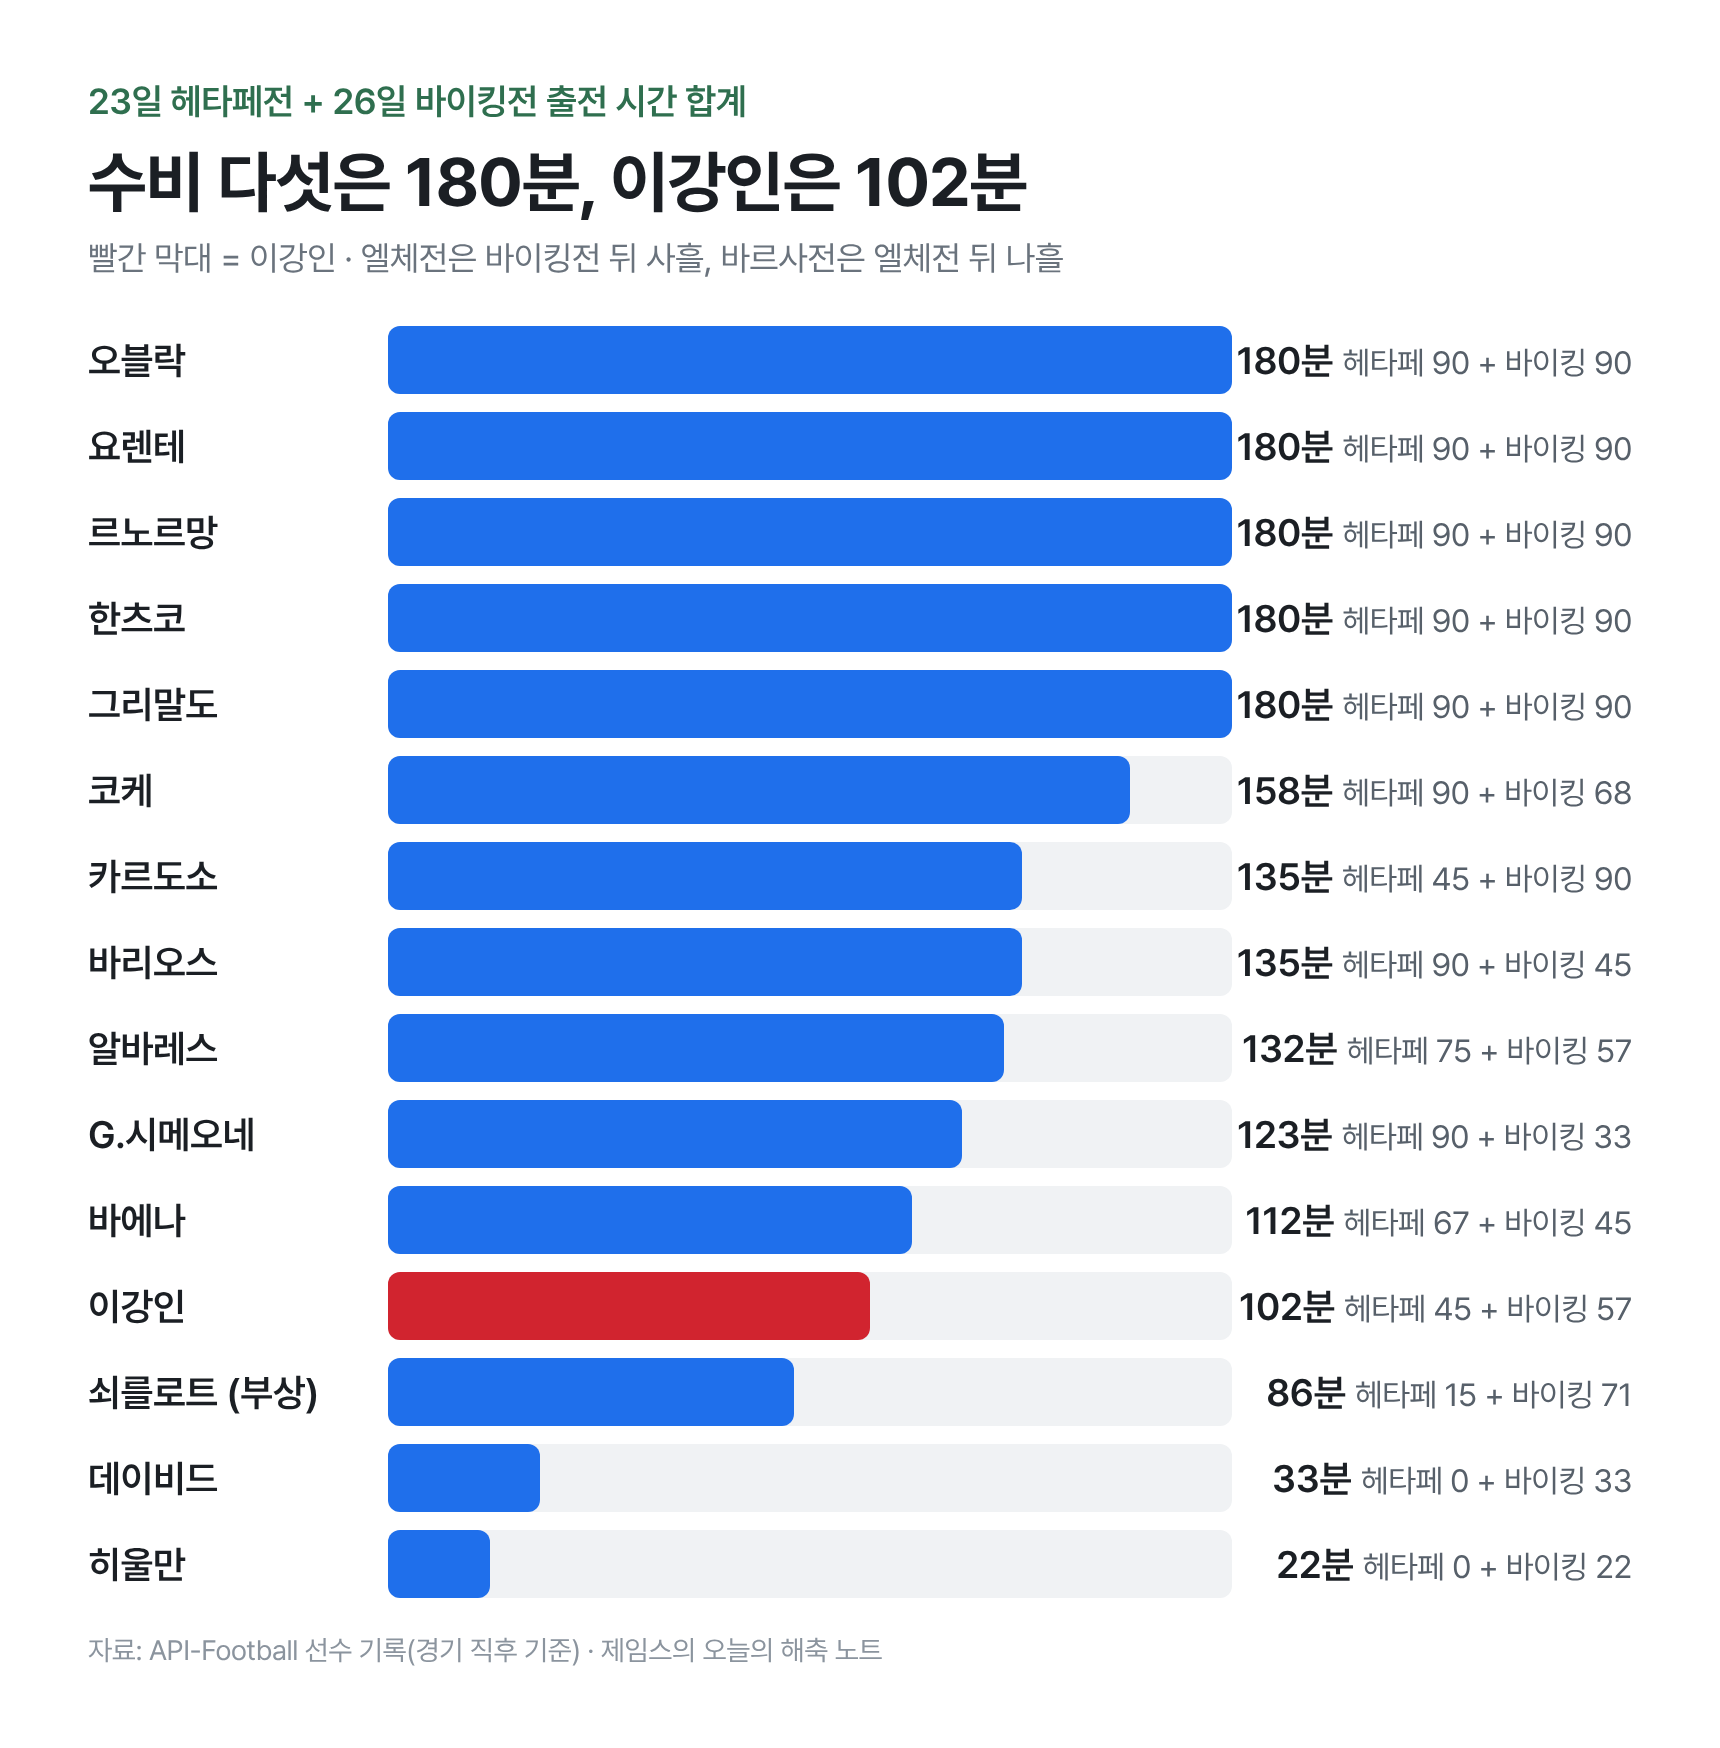 23일 헤타페전 + 26일 바이킹전 출전 시간 합계
수비 다섯은 180분, 이강인은 102분
빨간 막대 = 이강인 · 엘체전은 바이킹전 뒤 사흘, 바르사전은 엘체전 뒤 나흘
오블락 180분 헤타페 90 + 바이킹 90
요렌테 180분 헤타페 90 + 바이킹 90
르노르망 180분 헤타페 90 + 바이킹 90
한츠코 180분 헤타페 90 + 바이킹 90
그리말도 180분 헤타페 90 + 바이킹 90
코케 158분 헤타페 90 + 바이킹 68
카르도소 135분 헤타페 45 + 바이킹 90
바리오스 135분 헤타페 90 + 바이킹 45
알바레스 132분 헤타페 75 + 바이킹 57
G.시메오네 123분 헤타페 90 + 바이킹 33
바에나 112분 헤타페 67 + 바이킹 45
이강인 102분 헤타페 45 + 바이킹 57
쇠를로트 (부상) 86분 헤타페 15 + 바이킹 71
데이비드 33분 헤타페 0 + 바이킹 33
히울만 22분 헤타페 0 + 바이킹 22
자료: API-Football 선수 기록(경기 직후 기준) · 제임스의 오늘의 해축 노트